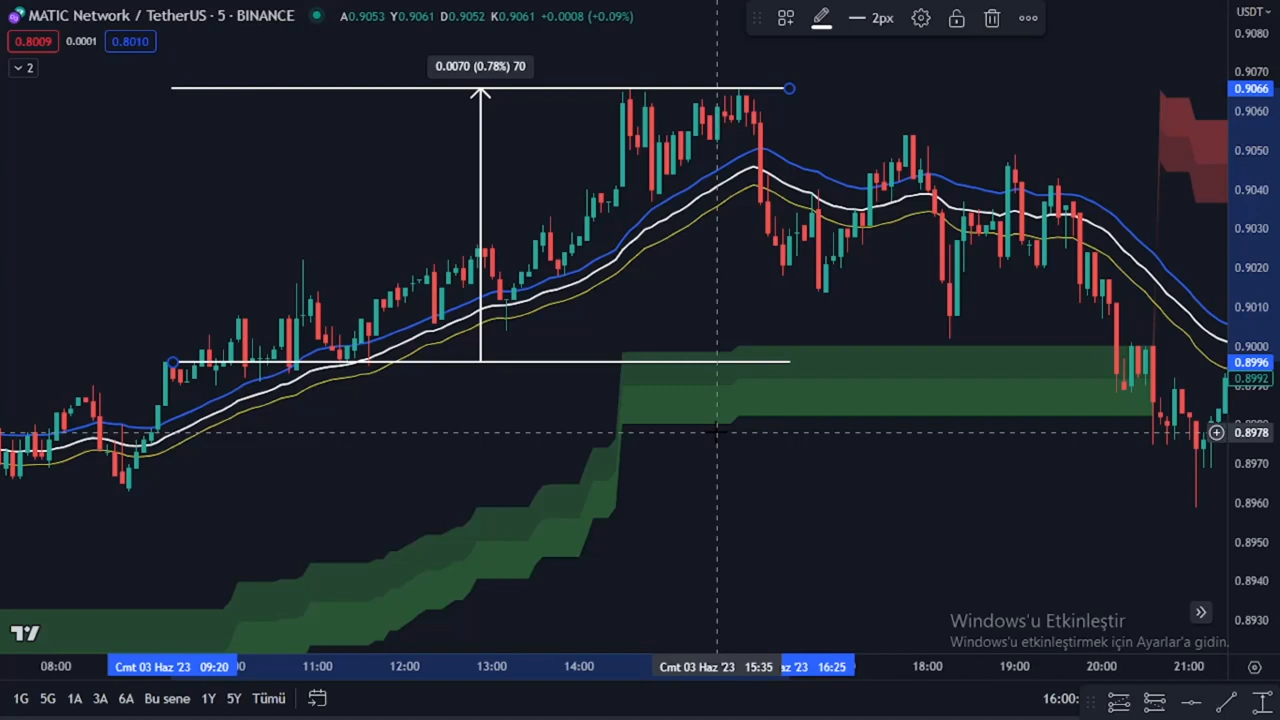 MATIC Network / TetherUS · 5 · BINANCE A0.9053 Y0.9061 D0.9052 K0.9061 +0.0008 (+0.09%)
2px
USDT
0.8009 0.0001 0.8010
2
0.0070 (0.78%) 70
0.9080
0.9070
0.9066
0.9060
0.9050
0.9040
0.9030
0.9020
0.9010
0.9000
0.8996
0.8992
0.8978
0.8970
0.8960
0.8950
0.8940
0.8930
Windows'u Etkinleştir
Windows'u etkinleştirmek için Ayarlar'a gidin.
08:00 Cmt 03 Haz '23 09:20 11:00 12:00 13:00 14:00 Cmt 03 Haz '23 15:35 '23 16:25 18:00 19:00 20:00 21:00
1G 5G 1A 3A 6A Bu sene 1Y 5Y Tümü 16:00: